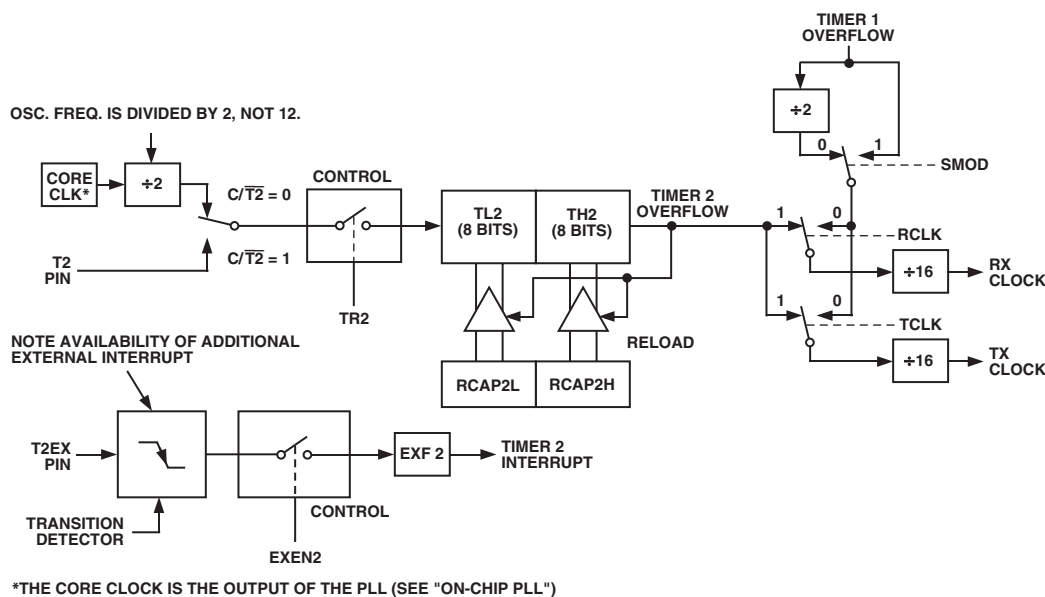 TIMER 1
OVERFLOW
OSC. FREQ. IS DIVIDED BY 2, NOT 12.
÷2
0
1
SMOD
CORE
CLK*
÷2
C/T2 = 0
CONTROL
TL2
(8 BITS)
TH2
(8 BITS)
TIMER 2
OVERFLOW
1
0
RCLK
T2
PIN
C/T2 = 1
÷16
RX
CLOCK
TR2
1
0
TCLK
RELOAD
÷16
TX
CLOCK
NOTE AVAILABILITY OF ADDITIONAL
EXTERNAL INTERRUPT
RCAP2L
RCAP2H
T2EX
PIN
EXF 2
TIMER 2
INTERRUPT
CONTROL
TRANSITION
DETECTOR
EXEN2
*THE CORE CLOCK IS THE OUTPUT OF THE PLL (SEE "ON-CHIP PLL")